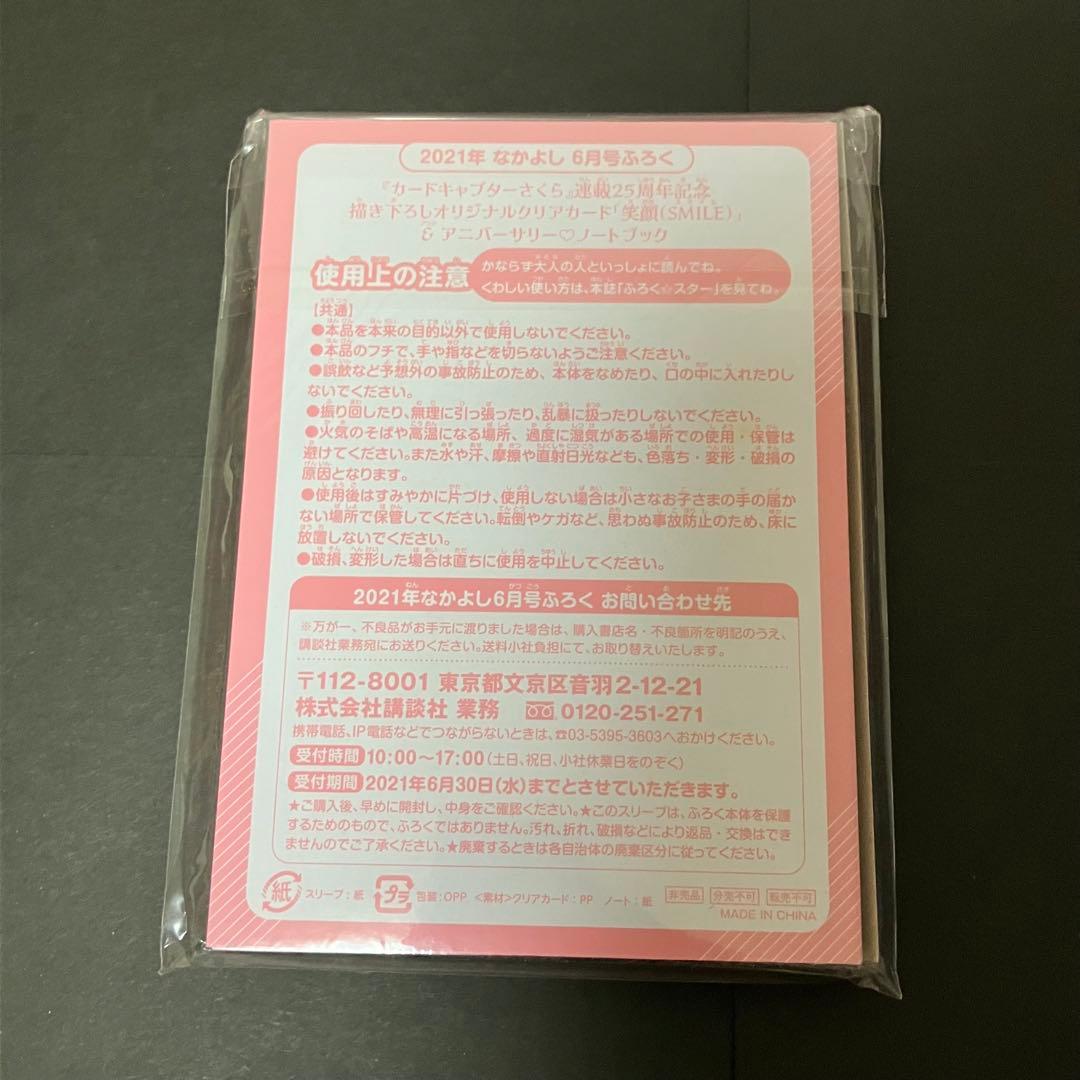 2021年 なかよし 6月号ふろく
『カードキャプターさくら』連載25周年記念
描き下ろしオリジナルクリアカード「笑顔(SMILE)」
& アニバーサリー♡ノートブック
使用上の注意
かならず大人の人といっしょに読んでね。
くわしい使い方は、本誌「ふろく☆スター」を見てね。
【共通】
●本品を本来の目的以外で使用しないでください。
●本品のフチで、手や指などを切らないようご注意ください。
●誤飲など予想外の事故防止のため、本体をなめたり、口の中に入れたりし
ないでください。
●振り回したり、無理に引っ張ったり、乱暴に扱ったりしないでください。
●火気のそばや高温になる場所、過度に湿気がある場所での使用・保管は
避けてください。また水や汗、摩擦や直射日光なども、色落ち・変形・破損の
原因となります。
●使用後はすみやかに片づけ、使用しない場合は小さなお子さまの手の届か
ない場所で保管してください。転倒やケガなど、思わぬ事故防止のため、床に
放置しないでください。
●破損、変形した場合は直ちに使用を中止してください。
2021年なかよし6月号ふろく お問い合わせ先
※万が一、不良品がお手元に渡りました場合は、購入書店名・不良箇所を明記のうえ、
講談社業務宛にお送りください。送料小社負担にて、お取り替えいたします。
〒112-8001 東京都文京区音羽2-12-21
株式会社講談社 業務 0120-251-271
携帯電話、IP電話などでつながらないときは、☎03-5395-3603へおかけください。
受付時間 10:00〜17:00(土日、祝日、小社休業日をのぞく)
受付期間 2021年6月30日(水)までとさせていただきます。
★ご購入後、早めに開封し、中身をご確認ください。★このスリーブは、ふろく本体を保護
するためのもので、ふろくではありません。汚れ、折れ、破損などにより返品・交換はでき
ませんのでご了承ください。★廃棄するときは各自治体の廃棄区分に従ってください。
紙 スリーブ:紙 プラ 包装:OPP <素材>クリアカード:PP ノート:紙 非売品 分売不可 転売不可
MADE IN CHINA